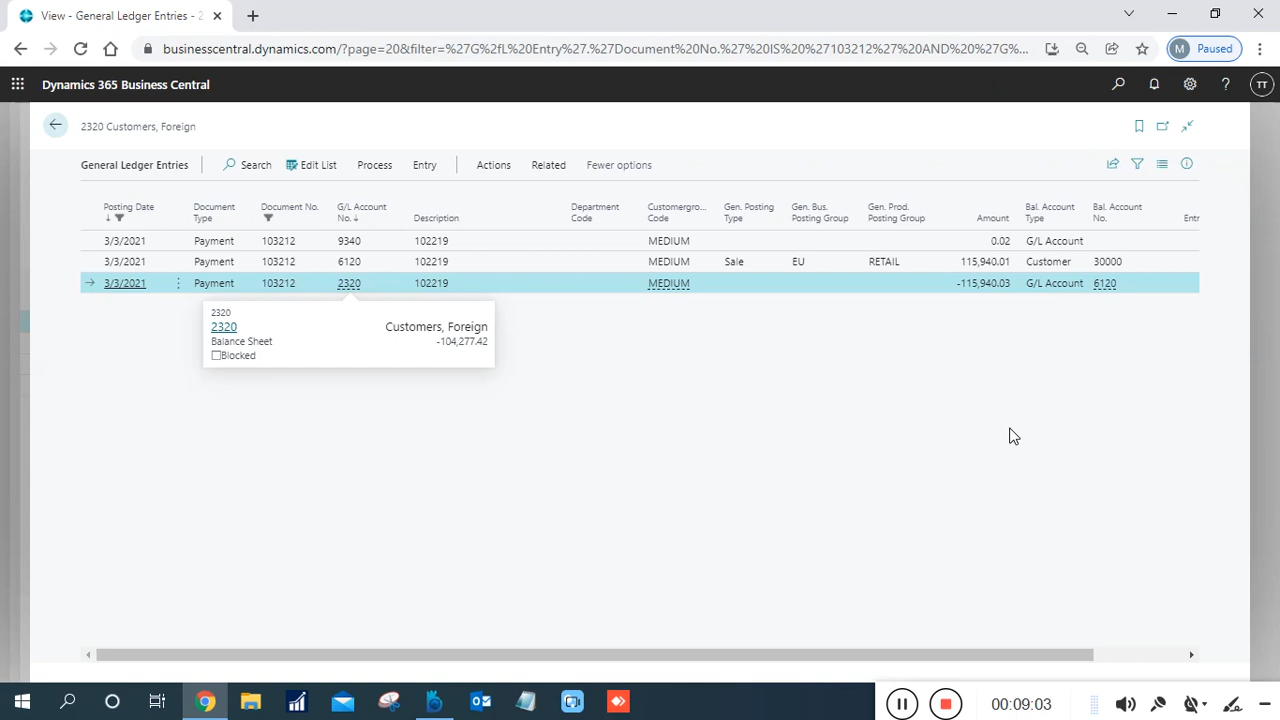 View - General Ledger Entries - 2
businesscentral.dynamics.com/?page=20&filter=%27G%2fL%20Entry%27.%27Document%20No.%27%20IS%20%27103212%27%20AND%20%27G%...
M Paused
Dynamics 365 Business Central
TT
2320 Customers, Foreign
General Ledger Entries Search Edit List Process Entry Actions Related Fewer options
Posting Date ↓ Document Type Document No. G/L Account No. ↓ Description Department Code Customergro... Code Gen. Posting Type Gen. Bus. Posting Group Gen. Prod. Posting Group Amount Bal. Account Type Bal. Account No. Entr
3/3/2021 Payment 103212 9340 102219 MEDIUM 0.02 G/L Account
3/3/2021 Payment 103212 6120 102219 MEDIUM Sale EU RETAIL 115,940.01 Customer 30000
3/3/2021 Payment 103212 2320 102219 MEDIUM -115,940.03 G/L Account 6120
2320
2320 Customers, Foreign
Balance Sheet -104,277.42
Blocked
00:09:03